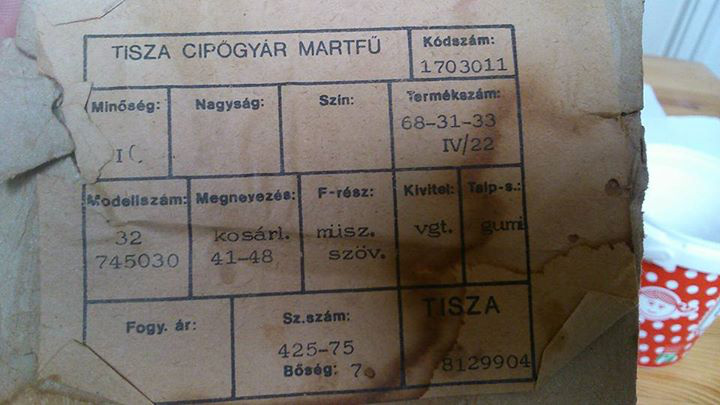 TISZA CIPŐGYÁR MARTFŰ
Kódszám:
1703011
Minőség:
I (.
Nagyság:
Szín:
Termékszám:
68-31-33
IV/22
Modellszám:
32
745030
Megnevezés:
kosárl.
41-48
F-rész:
műsz.
szöv.
Kivitel:
vgt.
Talp-s.:
gumi
Fogy. ár:
Sz.szám:
425-75
Bőség: 7
TISZA
8129904